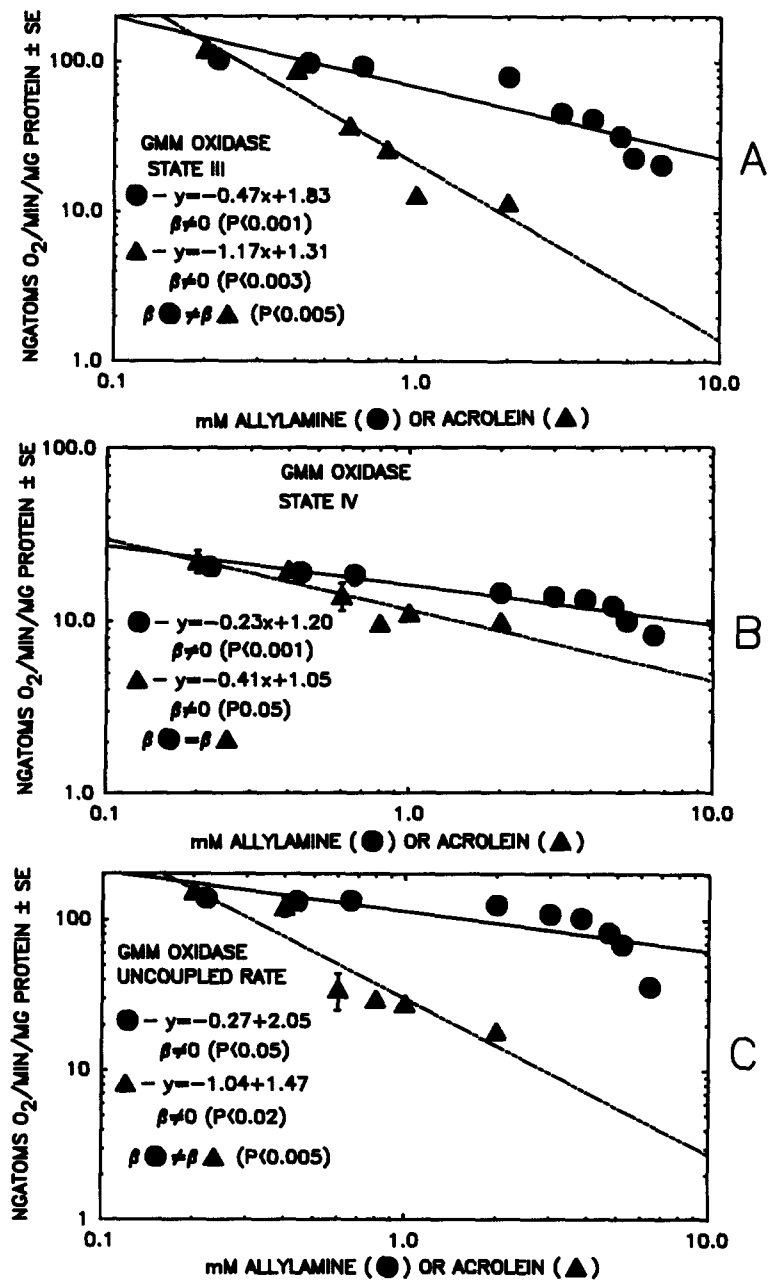 NGATOMS O2/MIN/MG PROTEIN ± SE
100.0
10.0
1.0
GMM OXIDASE
STATE III
● – y=-0.47x+1.83
β≠0 (P<0.001)
▲ – y=-1.17x+1.31
β≠0 (P<0.003)
β ● ≠β ▲ (P<0.005)
A
0.1 1.0 10.0
mM ALLYLAMINE (●) OR ACROLEIN (▲)
NGATOMS O2/MIN/MG PROTEIN ± SE
100.0
10.0
1.0
GMM OXIDASE
STATE IV
● – y=-0.23x+1.20
β≠0 (P<0.001)
▲ – y=-0.41x+1.05
β≠0 (P0.05)
β ● =β ▲
B
0.1 1.0 10.0
mM ALLYLAMINE (●) OR ACROLEIN (▲)
NGATOMS O2/MIN/MG PROTEIN ± SE
100
10
1
GMM OXIDASE
UNCOUPLED RATE
● – y=-0.27+2.05
β≠0 (P<0.05)
▲ – y=-1.04+1.47
β≠0 (P<0.02)
β ● ≠β ▲ (P<0.005)
C
0.1 1.0 10.0
mM ALLYLAMINE (●) OR ACROLEIN (▲)